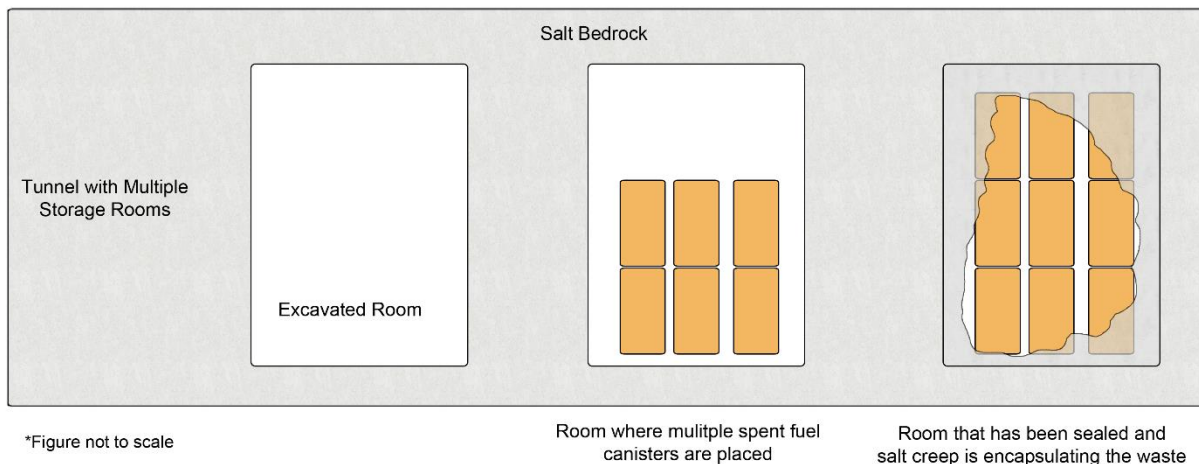 Salt Bedrock
Tunnel with Multiple
Storage Rooms
Excavated Room
*Figure not to scale
Room where mulitple spent fuel
canisters are placed
Room that has been sealed and
salt creep is encapsulating the waste